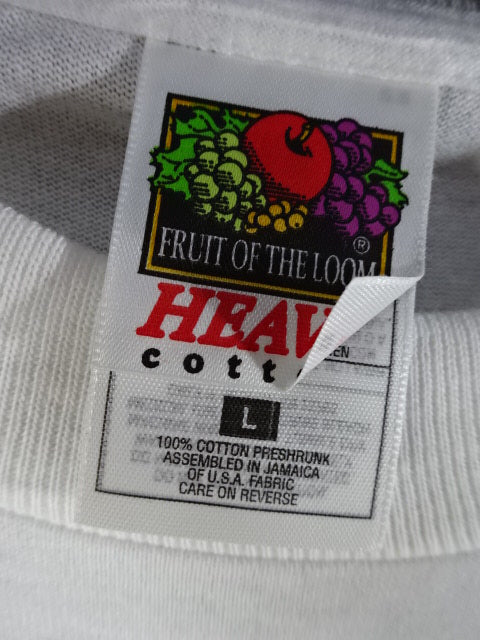 FRUIT OF THE LOOM
®
HEAV
cott
L
100% COTTON PRESHRUNK
ASSEMBLED IN JAMAICA
OF U.S.A. FABRIC
CARE ON REVERSE